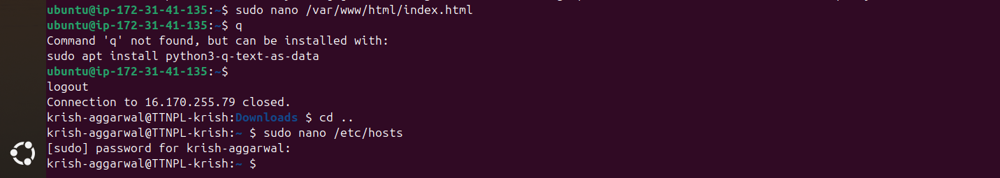 ubuntu@ip-172-31-41-135:~$ sudo nano /var/www/html/index.html
ubuntu@ip-172-31-41-135:~$ q
Command 'q' not found, but can be installed with:
sudo apt install python3-q-text-as-data
ubuntu@ip-172-31-41-135:~$
logout
Connection to 16.170.255.79 closed.
krish-aggarwal@TTNPL-krish:Downloads $ cd ..
krish-aggarwal@TTNPL-krish:~ $ sudo nano /etc/hosts
[sudo] password for krish-aggarwal:
krish-aggarwal@TTNPL-krish:~ $